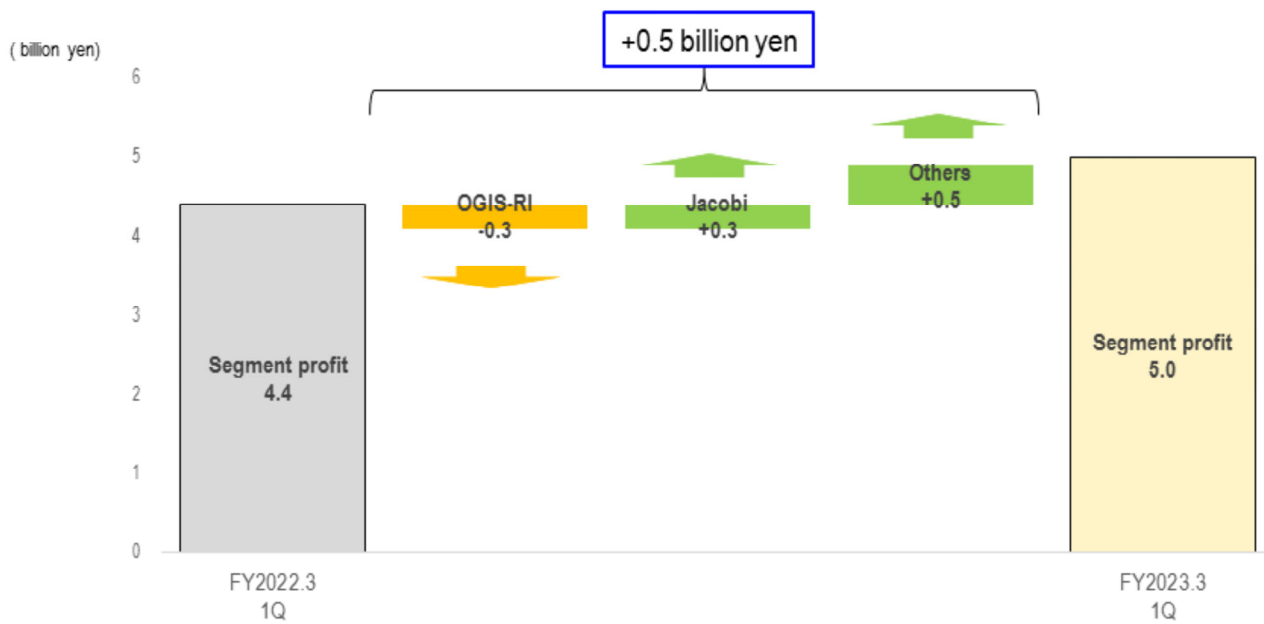 +0.5 billion yen
( billion yen)
6
5
4
3
2
1
0
Segment profit
4.4
OGIS-RI
-0.3
Jacobi
+0.3
Others
+0.5
Segment profit
5.0
FY2022.3
1Q
FY2023.3
1Q